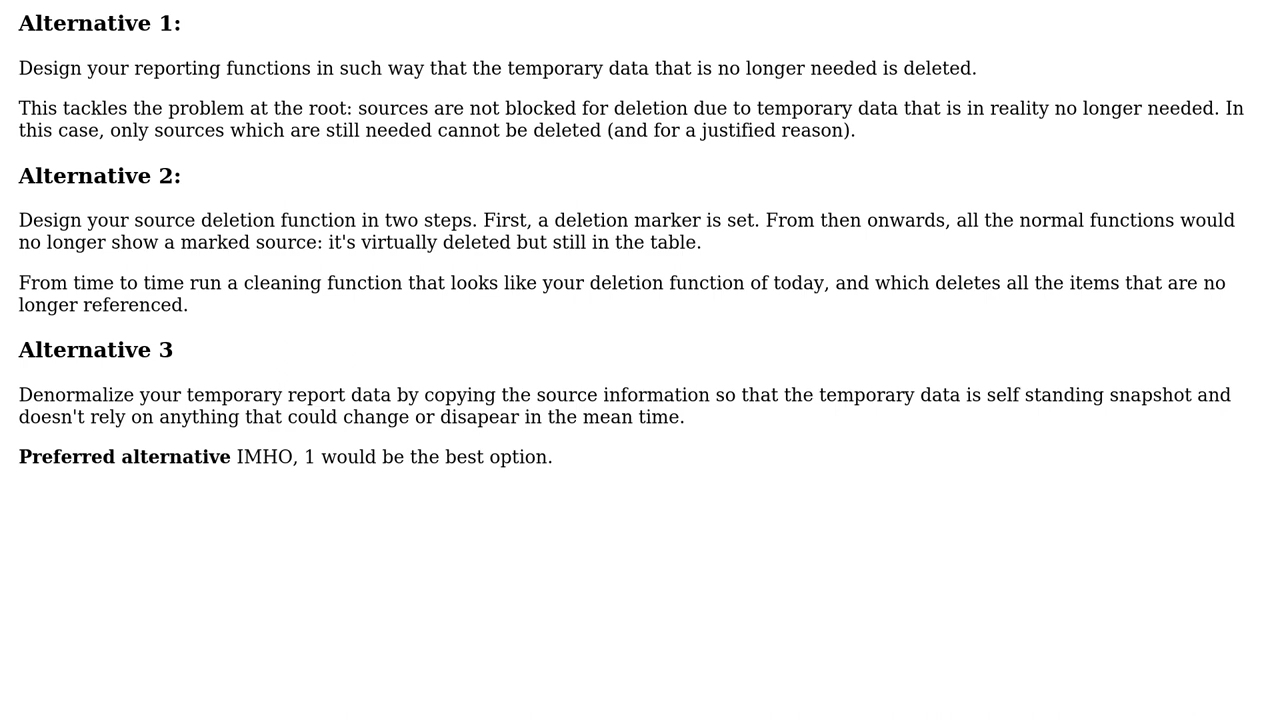 Alternative 1:
Design your reporting functions in such way that the temporary data that is no longer needed is deleted.
This tackles the problem at the root: sources are not blocked for deletion due to temporary data that is in reality no longer needed. In
this case, only sources which are still needed cannot be deleted (and for a justified reason).
Alternative 2:
Design your source deletion function in two steps. First, a deletion marker is set. From then onwards, all the normal functions would
no longer show a marked source: it's virtually deleted but still in the table.
From time to time run a cleaning function that looks like your deletion function of today, and which deletes all the items that are no
longer referenced.
Alternative 3
Denormalize your temporary report data by copying the source information so that the temporary data is self standing snapshot and
doesn't rely on anything that could change or disapear in the mean time.
Preferred alternative IMHO, 1 would be the best option.